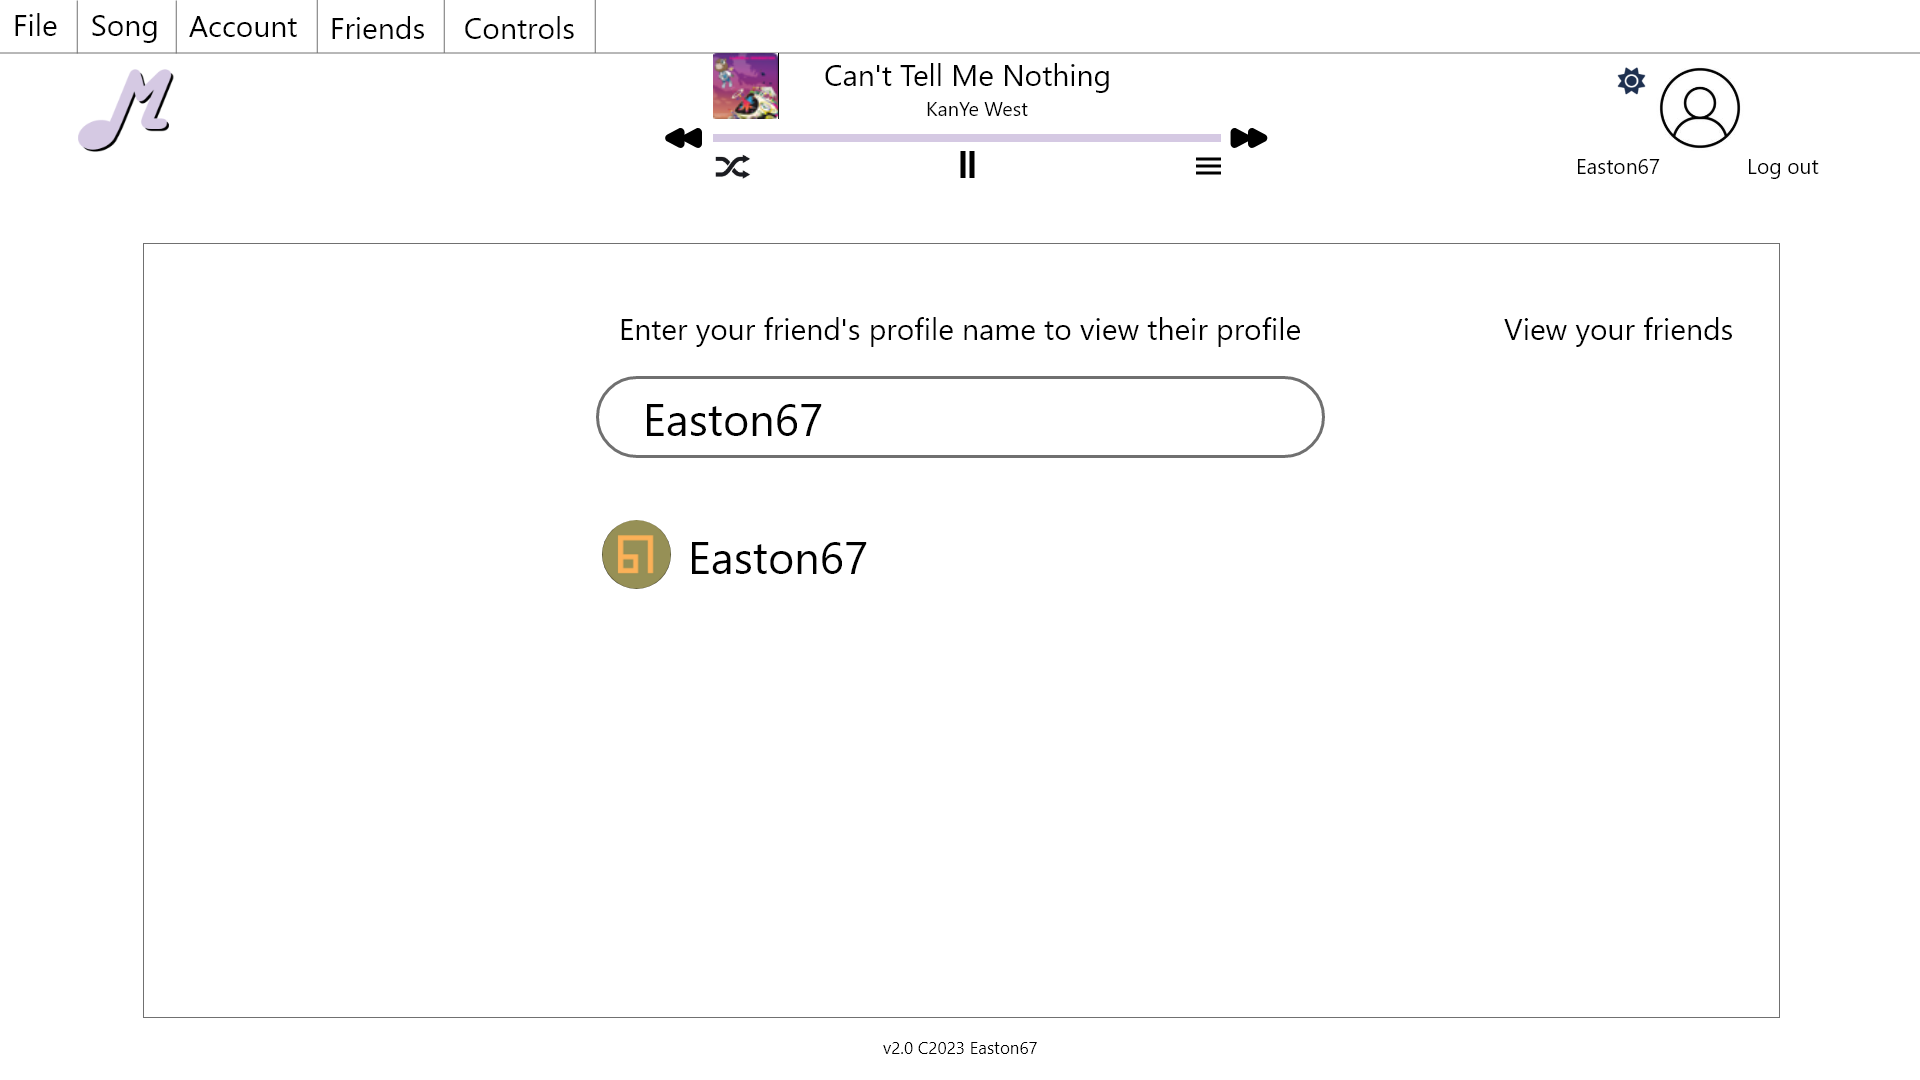 File
Song
Account
Friends
Controls
M
Can't Tell Me Nothing
KanYe West
Easton67
Log out
Enter your friend's profile name to view their profile
View your friends
Easton67
67
Easton67
v2.0 C2023 Easton67